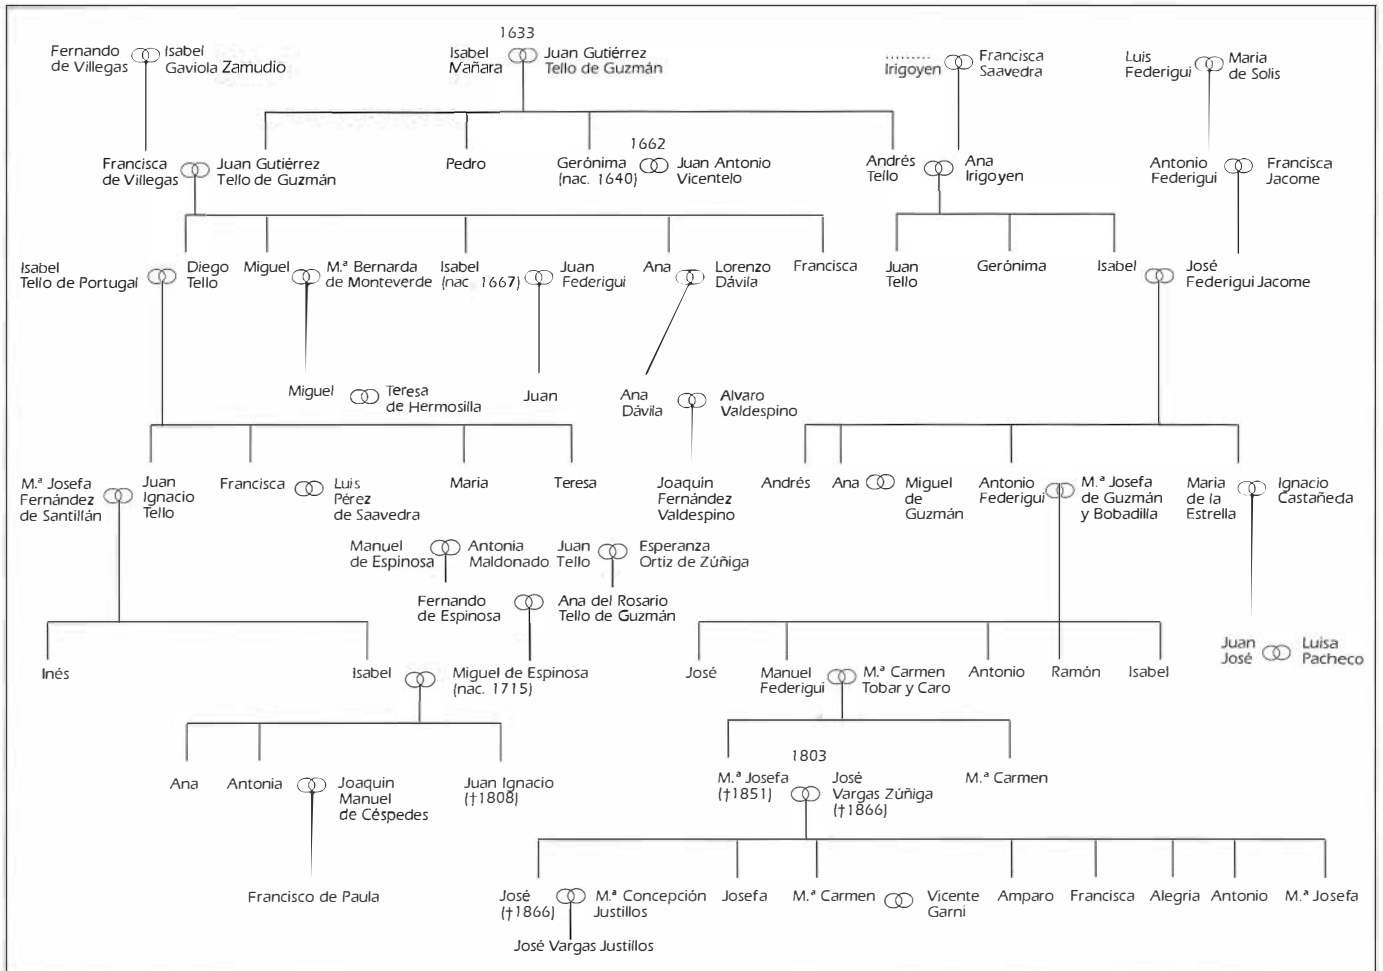 1633
Fernando
de Villegas
Isabel
Gaviola Zamudio
Isabel
Mañara
Juan Gutiérrez
Tello de Guzmán
.........
Irigoyen
Francisca
Saavedra
Luis
Federigui
Maria
de Solis
Francisca
de Villegas
Juan Gutiérrez
Tello de Guzmán
Pedro
Gerónima
(nac. 1640)
1662
Juan Antonio
Vicentelo
Andrés
Tello
Ana
Irigoyen
Antonio
Federigui
Francisca
Jacome
Isabel
Tello de Portugal
Diego
Tello
Miguel
M.ª Bernarda
de Monteverde
Isabel
(nac. 1667)
Juan
Federigui
Ana
Lorenzo
Dávila
Francisca
Juan
Tello
Gerónima
Isabel
José
Federigui Jacome
Miguel
Teresa
de Hermosilla
Juan
Ana
Dávila
Alvaro
Valdespino
M.ª Josefa
Fernández
de Santillán
Juan
Ignacio
Tello
Francisca
Luis
Pérez
de Saavedra
Maria
Teresa
Joaquin
Fernández
Valdespino
Andrés
Ana
Miguel
de
Guzmán
Antonio
Federigui
M.ª Josefa
de Guzmán
y Bobadilla
Maria
de la
Estrella
Ignacio
Castañeda
Manuel
de Espinosa
Antonia
Maldonado
Juan
Tello
Esperanza
Ortiz de Zúñiga
Fernando
de Espinosa
Ana del Rosario
Tello de Guzmán
Inés
Isabel
Miguel de Espinosa
(nac. 1715)
José
Manuel
Federigui
M.ª Carmen
Tobar y Caro
Antonio
Ramón
Isabel
Juan
José
Luisa
Pacheco
Ana
Antonia
Joaquin
Manuel
de Céspedes
Juan Ignacio
(†1808)
M.ª Josefa
(†1851)
1803
José
Vargas Zúñiga
(†1866)
M.ª Carmen
Francisco de Paula
José
(†1866)
M.ª Concepción
Justillos
Josefa
M.ª Carmen
Vicente
Garni
Amparo
Francisca
Alegria
Antonio
M.ª Josefa
José Vargas Justillos